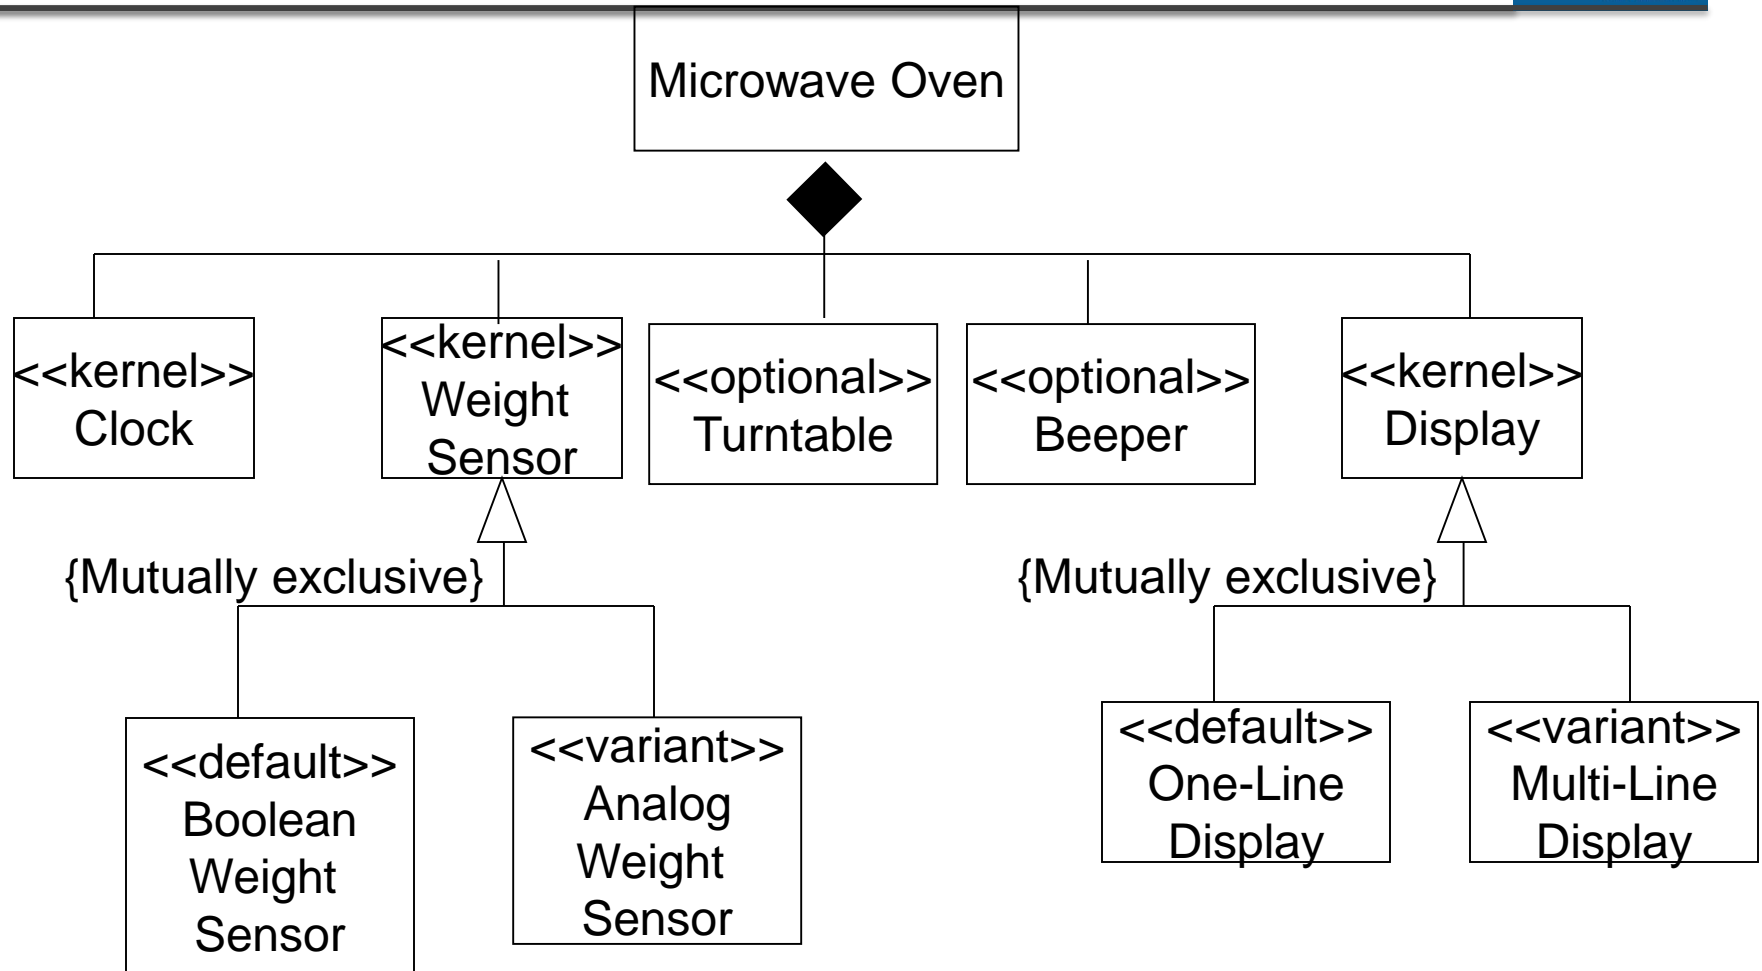 Microwave Oven
<<kernel>>
Clock
<<kernel>>
Weight
Sensor
<<optional>>
Turntable
<<optional>>
Beeper
<<kernel>>
Display
{Mutually exclusive}
{Mutually exclusive}
<<default>>
Boolean
Weight
Sensor
<<variant>>
Analog
Weight
Sensor
<<default>>
One-Line
Display
<<variant>>
Multi-Line
Display